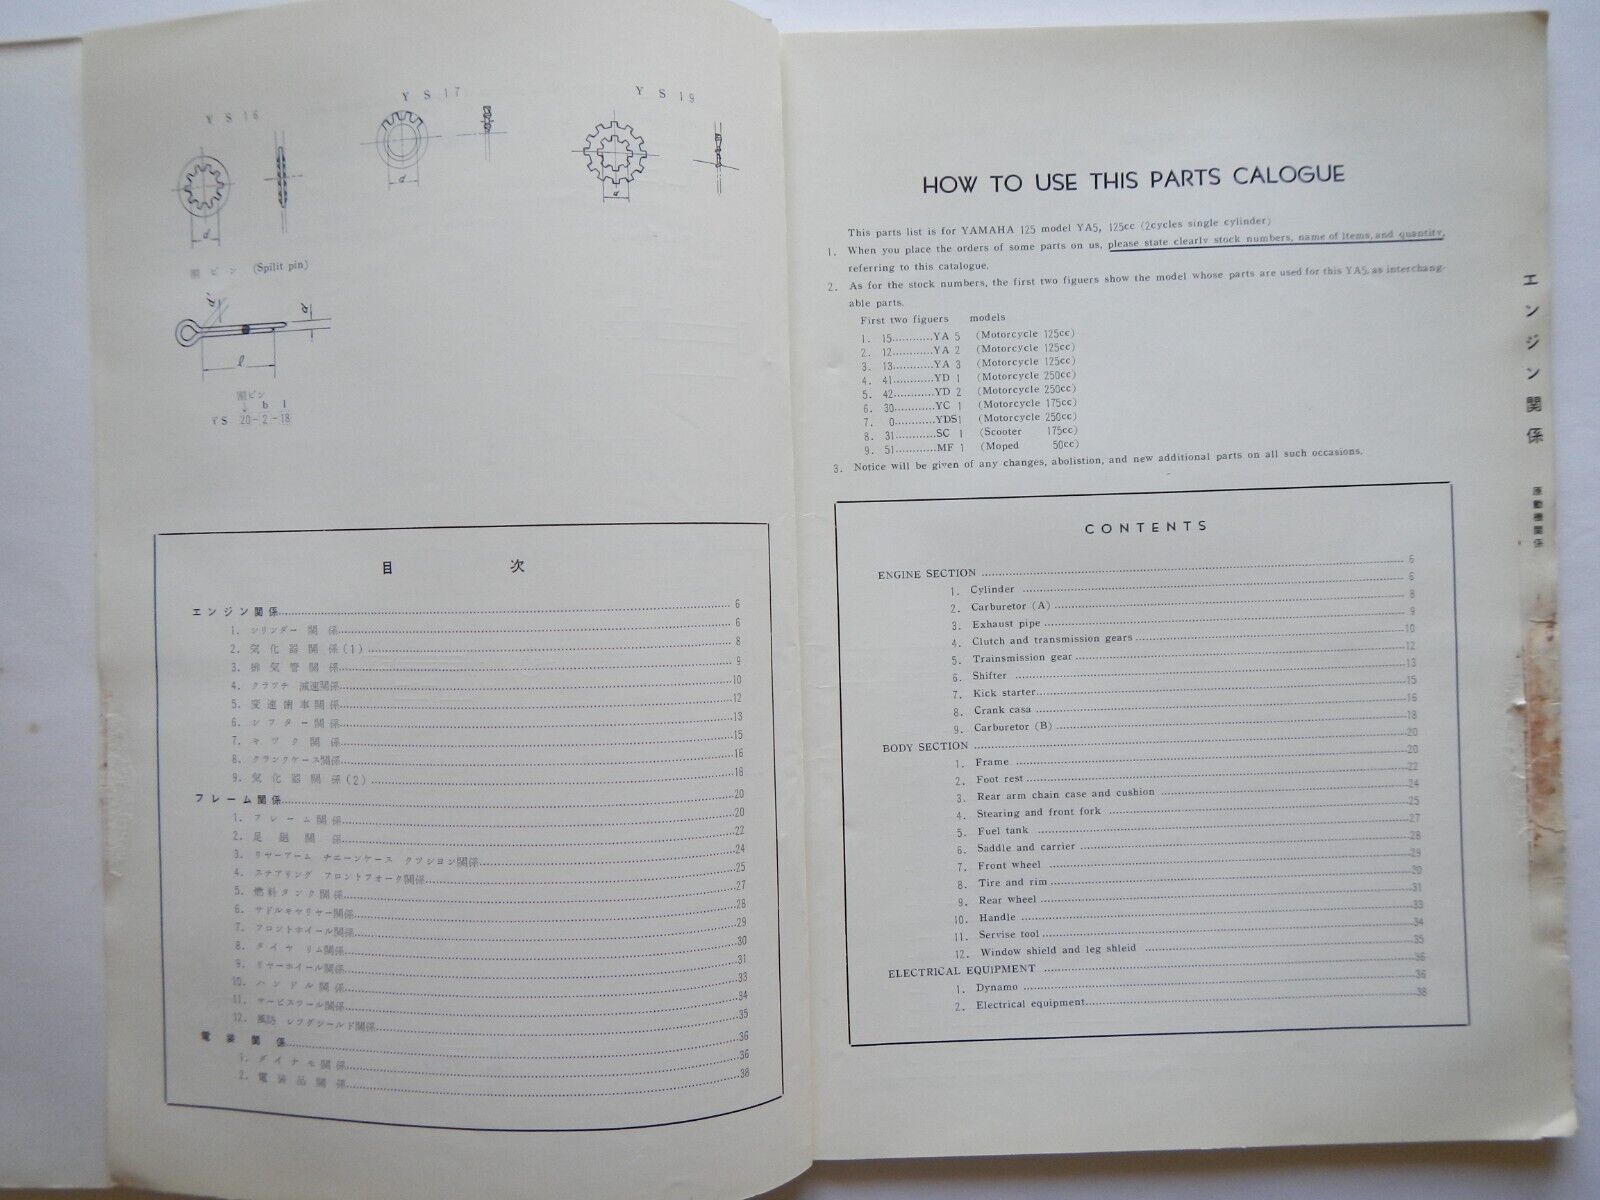 Y S 16
Y S 17
Y S 19
d
d
d
割 ピ ン (Spilit pin)
b
d
l
割ピン
↓ b l
YS 20-2-18
目 次
エンジン関係 6
1. シリンダー 関 係 6
2. 気 化 器 関 係(1) 8
3. 排 気 管 関 係 9
4. クラツチ 減速関係 10
5. 変 速 歯 車 関 係 12
6. シ フ タ ー 関 係 13
7. キ ツ ク 関 係 15
8. クランクケース関係 16
9. 気 化 器 関 係(2) 18
フレーム関係 20
1. フ レ ー ム 関 係 20
2. 足 廻 関 係 22
3. リヤーアーム チエーンケース クツシヨン関係 24
4. ステアリング フロントフオーク関係 25
5. 燃料タンク関係 27
6. サドルキヤリヤー関係 28
7. フロントホイール関係 29
8. タ イ ヤ リ ム 関係 30
9. リヤーホイール関係 31
10. ハ ン ド ル 関 係 33
11. サービスツール関係 34
12. 風防 レツグシールド関係 35
電 装 関 係 36
1. ダ イ ナ モ 関 係 36
2. 電 装 品 関 係 38
HOW TO USE THIS PARTS CALOGUE
This parts list is for YAMAHA 125 model YA5, 125cc (2cycles single cylinder)
1. When you place the orders of some parts on us, please state clearly stock numbers, name of items, and quantity,
referring to this catalogue.
2. As for the stock numbers, the first two figuers show the model whose parts are used for this YA5, as interchang-
able parts.
First two figuers models
1. 15............YA 5 (Motorcycle 125cc)
2. 12............YA 2 (Motorcycle 125cc)
3. 13............YA 3 (Motorcycle 125cc)
4. 41............YD 1 (Motorcycle 250cc)
5. 42............YD 2 (Motorcycle 250cc)
6. 30............YC 1 (Motorcycle 175cc)
7. 0............YDS1 (Motorcycle 250cc)
8. 31............SC 1 (Scooter 175cc)
9. 51............MF 1 (Moped 50cc)
3. Notice will be given of any changes, abolistion, and new additional parts on all such occasions.
CONTENTS
ENGINE SECTION 6
1. Cylinder 6
2. Carburetor (A) 8
3. Exhaust pipe 9
4. Clutch and transmission gears 10
5. Trainsmission gear 12
6. Shifter 13
7. Kick starter 15
8. Crank casa 16
9. Carburetor (B) 18
BODY SECTION 20
1. Frame 20
2. Foot rest 22
3. Rear arm chain case and cushion 24
4. Stearing and front fork 25
5. Fuel tank 27
6. Saddle and carrier 28
7. Front wheel 29
8. Tire and rim 20
9. Rear wheel 31
10. Handle 33
11. Servise tool 34
12. Window shield and leg shleid 35
ELECTRICAL EQUIPMENT 36
1. Dynamo 36
2. Electrical equipment 38
エンジン関係
原動機関係